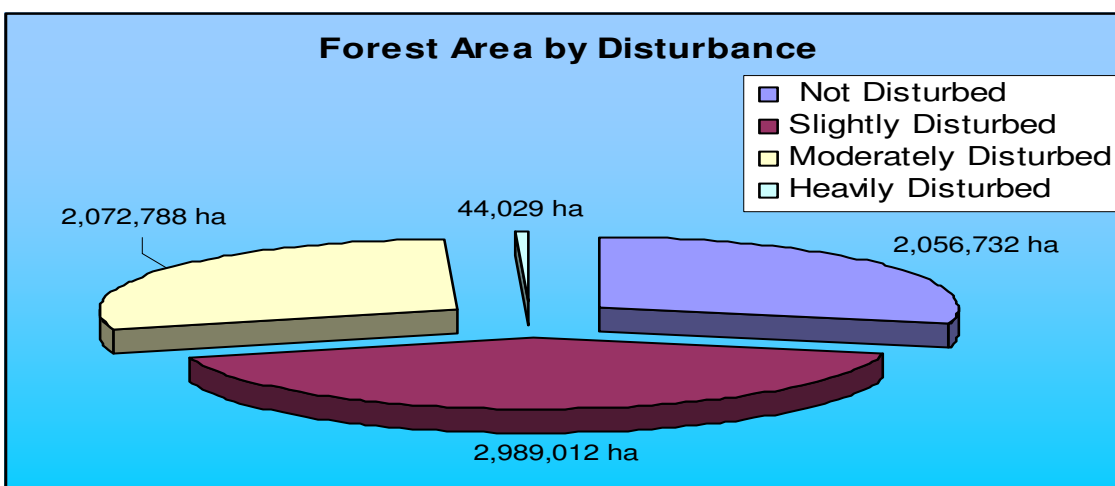 Forest Area by Disturbance
Not Disturbed
Slightly Disturbed
Moderately Disturbed
Heavily Disturbed
2,072,788 ha
44,029 ha
2,056,732 ha
2,989,012 ha